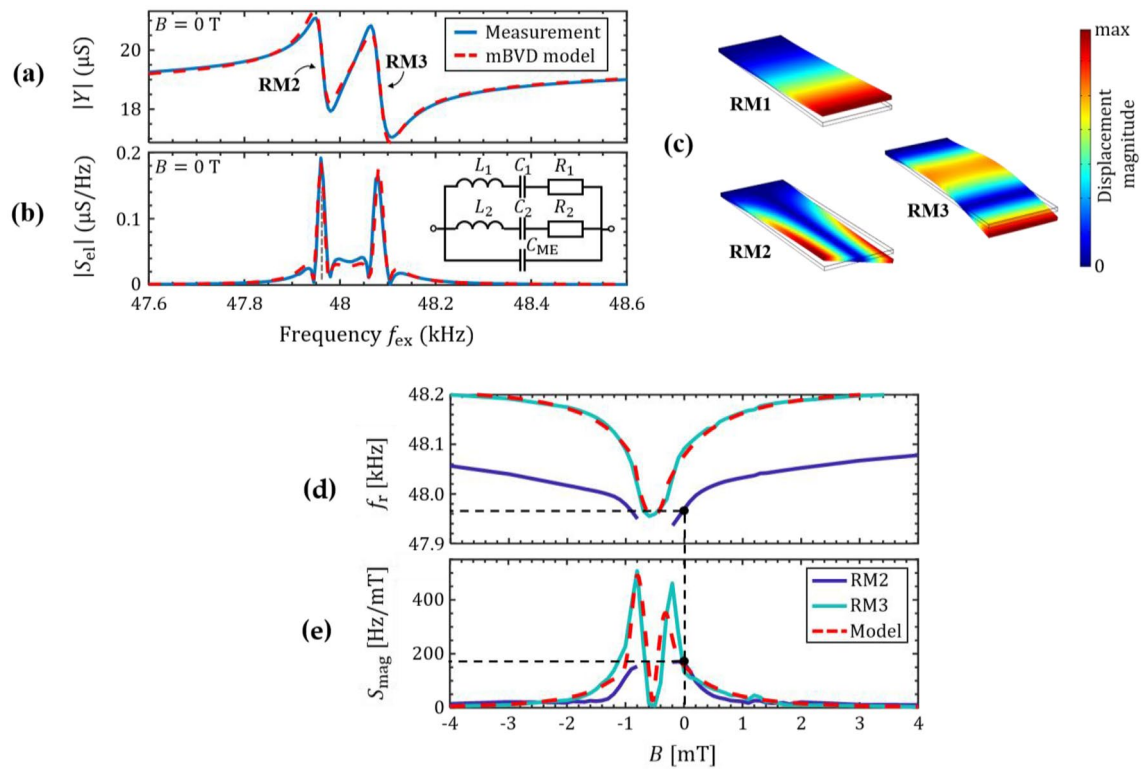 (a)
|Y| (μS)
20
18
B = 0 T
RM2
RM3
Measurement
mBVD model
(b)
|Sel| (μS/Hz)
0.2
0.1
0
B = 0 T
L1 C1 R1
L2 C2 R2
CME
47.6 47.8 48 48.2 48.4 48.6
Frequency fex (kHz)
(c)
RM1
RM2
RM3
max
Displacement
magnitude
0
(d)
fr [kHz]
48.2
48.1
48.0
47.9
(e)
Smag [Hz/mT]
400
200
0
RM2
RM3
Model
-4 -3 -2 -1 0 1 2 3 4
B [mT]